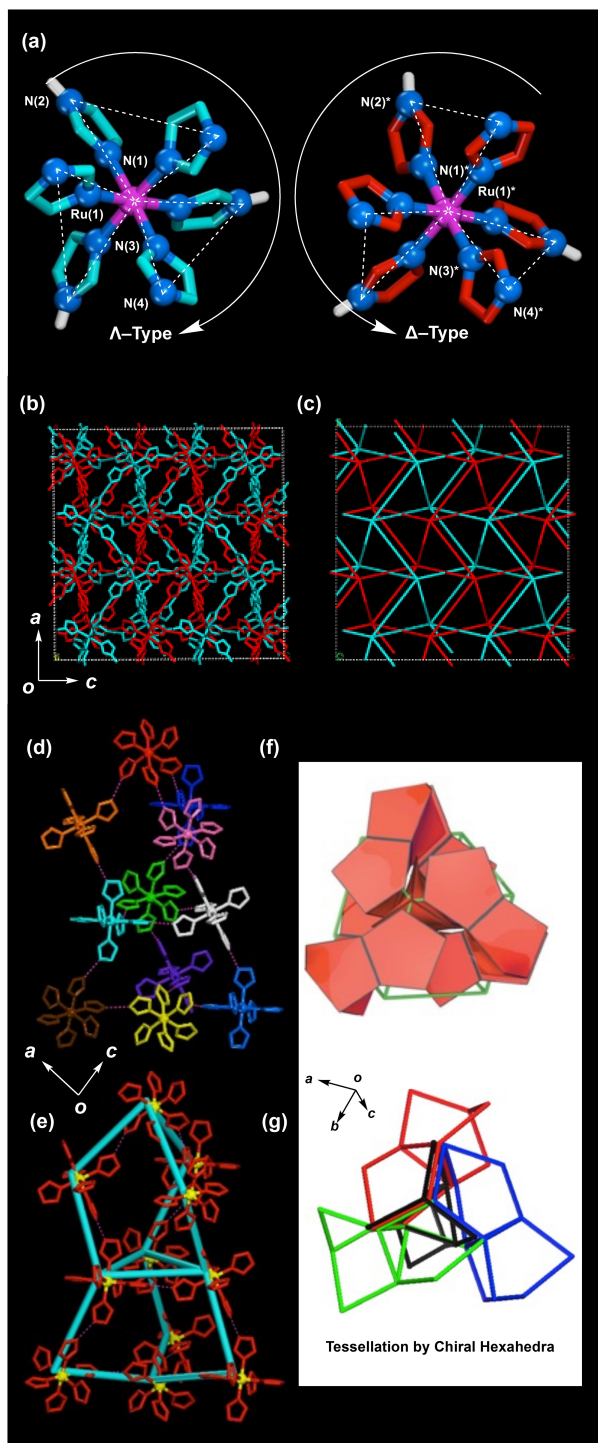 (a)
N(2)
N(1)
Ru(1)
N(3)
N(4)
Λ–Type
N(2)*
N(1)*
Ru(1)*
N(3)*
N(4)*
Δ–Type
(b)
(c)
a
o
c
(d)
(f)
a
c
o
(e)
(g)
o
a
c
b
Tessellation by Chiral Hexahedra